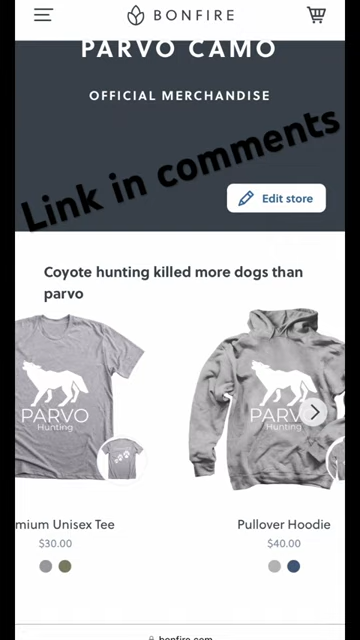 BONFIRE
PARVO CAMO
OFFICIAL MERCHANDISE
Link in comments
Edit store
Coyote hunting killed more dogs than
parvo
PARVO
Hunting
PARVO
Hunting
mium Unisex Tee
$30.00
Pullover Hoodie
$40.00
bonfire.com